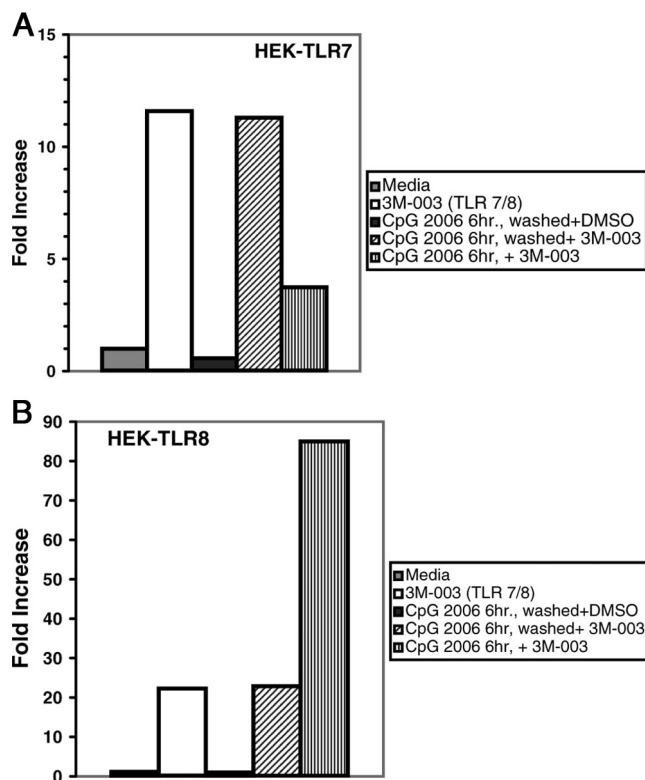 A
15
HEK-TLR7
10
5
0
Fold Increase
Media
3M-003 (TLR 7/8)
CpG 2006 6hr., washed+DMSO
CpG 2006 6hr, washed+ 3M-003
CpG 2006 6hr, + 3M-003
B
90
HEK-TLR8
80
70
60
50
40
30
20
10
0
Fold Increase
Media
3M-003 (TLR 7/8)
CpG 2006 6hr., washed+DMSO
CpG 2006 6hr, washed+ 3M-003
CpG 2006 6hr, + 3M-003